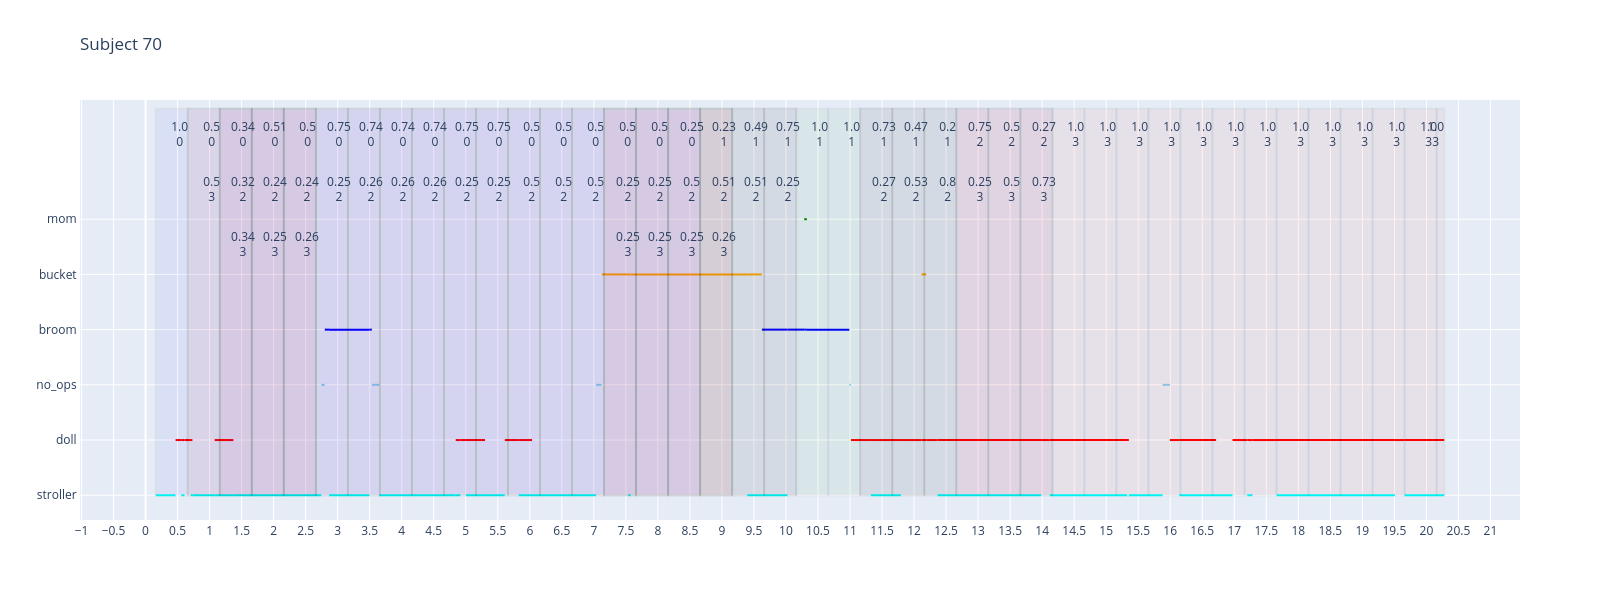 Subject 70
1.0 0.5 0.34 0.51 0.5 0.75 0.74 0.74 0.74 0.75 0.75 0.5 0.5 0.5 0.5 0.5 0.25 0.23 0.49 0.75 1.0 1.0 0.73 0.47 0.2 0.75 0.5 0.27 1.0 1.0 1.0 1.0 1.0 1.0 1.0 1.0 1.0 1.0 1.0 1.0
0 0 0 0 0 0 0 0 0 0 0 0 0 0 0 0 0 1 1 1 1 1 1 1 1 2 2 2 3 3 3 3 3 3 3 3 3 3 3 3 3
0.5 0.32 0.24 0.24 0.25 0.26 0.26 0.26 0.25 0.25 0.5 0.5 0.5 0.25 0.25 0.5 0.51 0.51 0.25 0.27 0.53 0.8 0.25 0.5 0.73
3 2 2 2 2 2 2 2 2 2 2 2 2 2 2 2 2 2 2 2 2 2 3 3 3
mom
0.34 0.25 0.26 0.25 0.25 0.25 0.26
3 3 3 3 3 3 3
bucket
broom
no_ops
doll
stroller
−1 −0.5 0 0.5 1 1.5 2 2.5 3 3.5 4 4.5 5 5.5 6 6.5 7 7.5 8 8.5 9 9.5 10 10.5 11 11.5 12 12.5 13 13.5 14 14.5 15 15.5 16 16.5 17 17.5 18 18.5 19 19.5 20 20.5 21